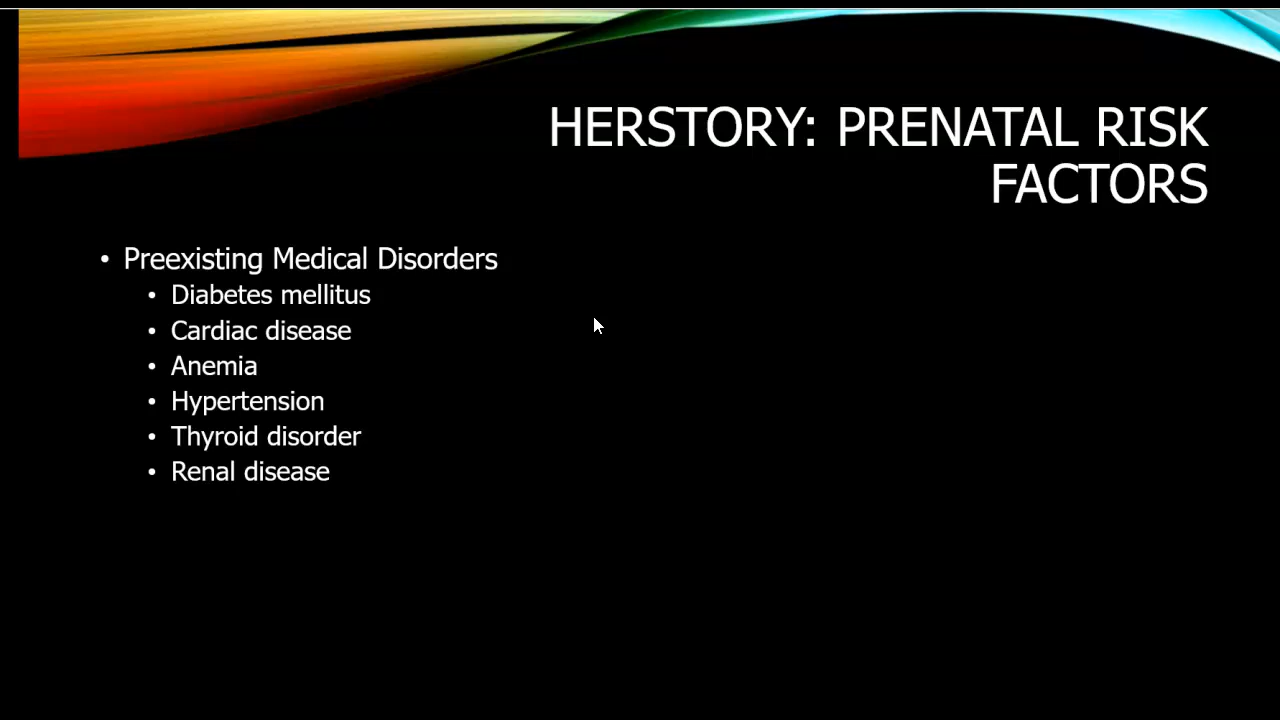 HERSTORY: PRENATAL RISK
FACTORS
• Preexisting Medical Disorders
• Diabetes mellitus
• Cardiac disease
• Anemia
• Hypertension
• Thyroid disorder
• Renal disease